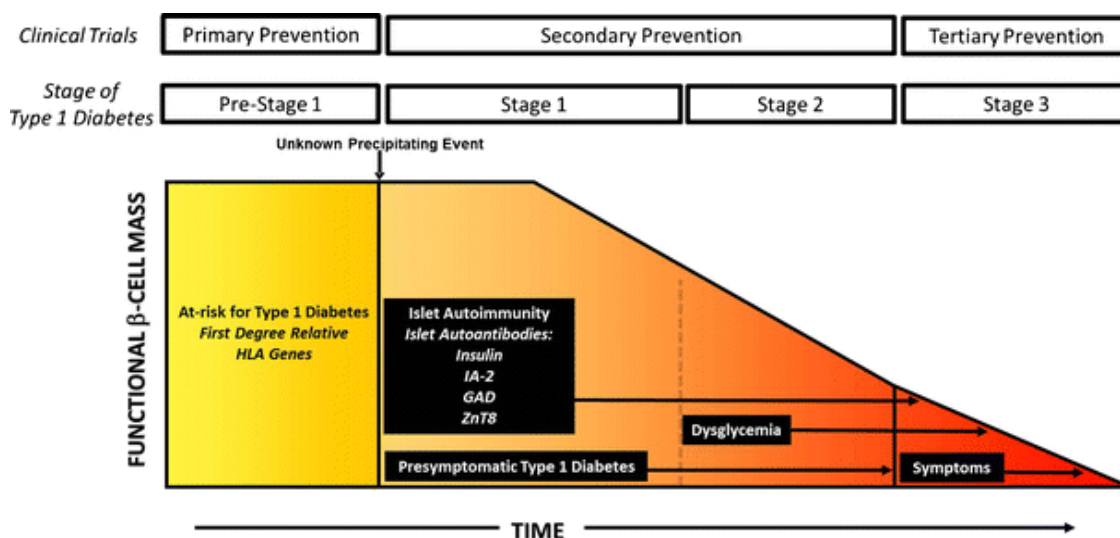 Clinical Trials
Primary Prevention
Secondary Prevention
Tertiary Prevention
Stage of
Type 1 Diabetes
Pre-Stage 1
Stage 1
Stage 2
Stage 3
Unknown Precipitating Event
FUNCTIONAL β-CELL MASS
At-risk for Type 1 Diabetes
First Degree Relative
HLA Genes
Islet Autoimmunity
Islet Autoantibodies:
Insulin
IA-2
GAD
ZnT8
Dysglycemia
Presymptomatic Type 1 Diabetes
Symptoms
TIME